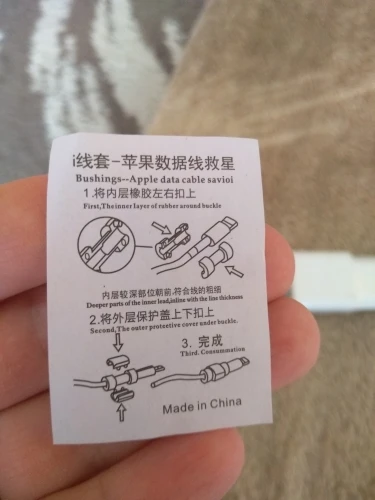 i线套-苹果数据线救星
Bushings--Apple data cable savioi
1.将内层橡胶左右扣上
First,The inner layer of rubber around buckle
内层较深部位朝前,符合线的粗细
Deeper parts of the inner lead,inline with the line thickness
2.将外层保护盖上下扣上
Second,The outer protective cover under buckle.
3. 完成
Third. Consummation
Made in China